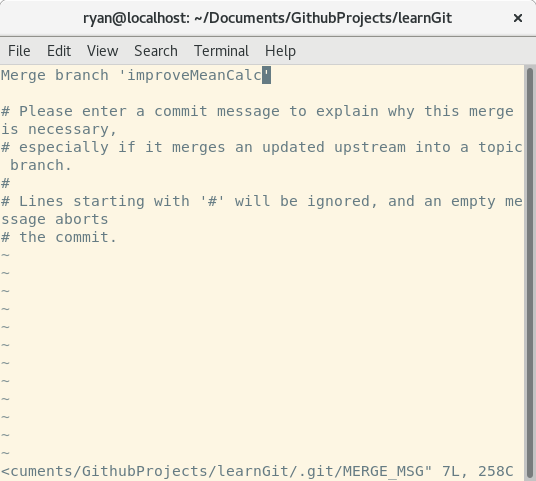 ryan@localhost: ~/Documents/GithubProjects/learnGit ×
File Edit View Search Terminal Help
Merge branch 'improveMeanCalc'
# Please enter a commit message to explain why this merge
is necessary,
# especially if it merges an updated upstream into a topic
 branch.
#
# Lines starting with '#' will be ignored, and an empty me
ssage aborts
# the commit.
~
~
~
~
~
~
~
~
~
~
~
~
<cuments/GithubProjects/learnGit/.git/MERGE_MSG" 7L, 258C